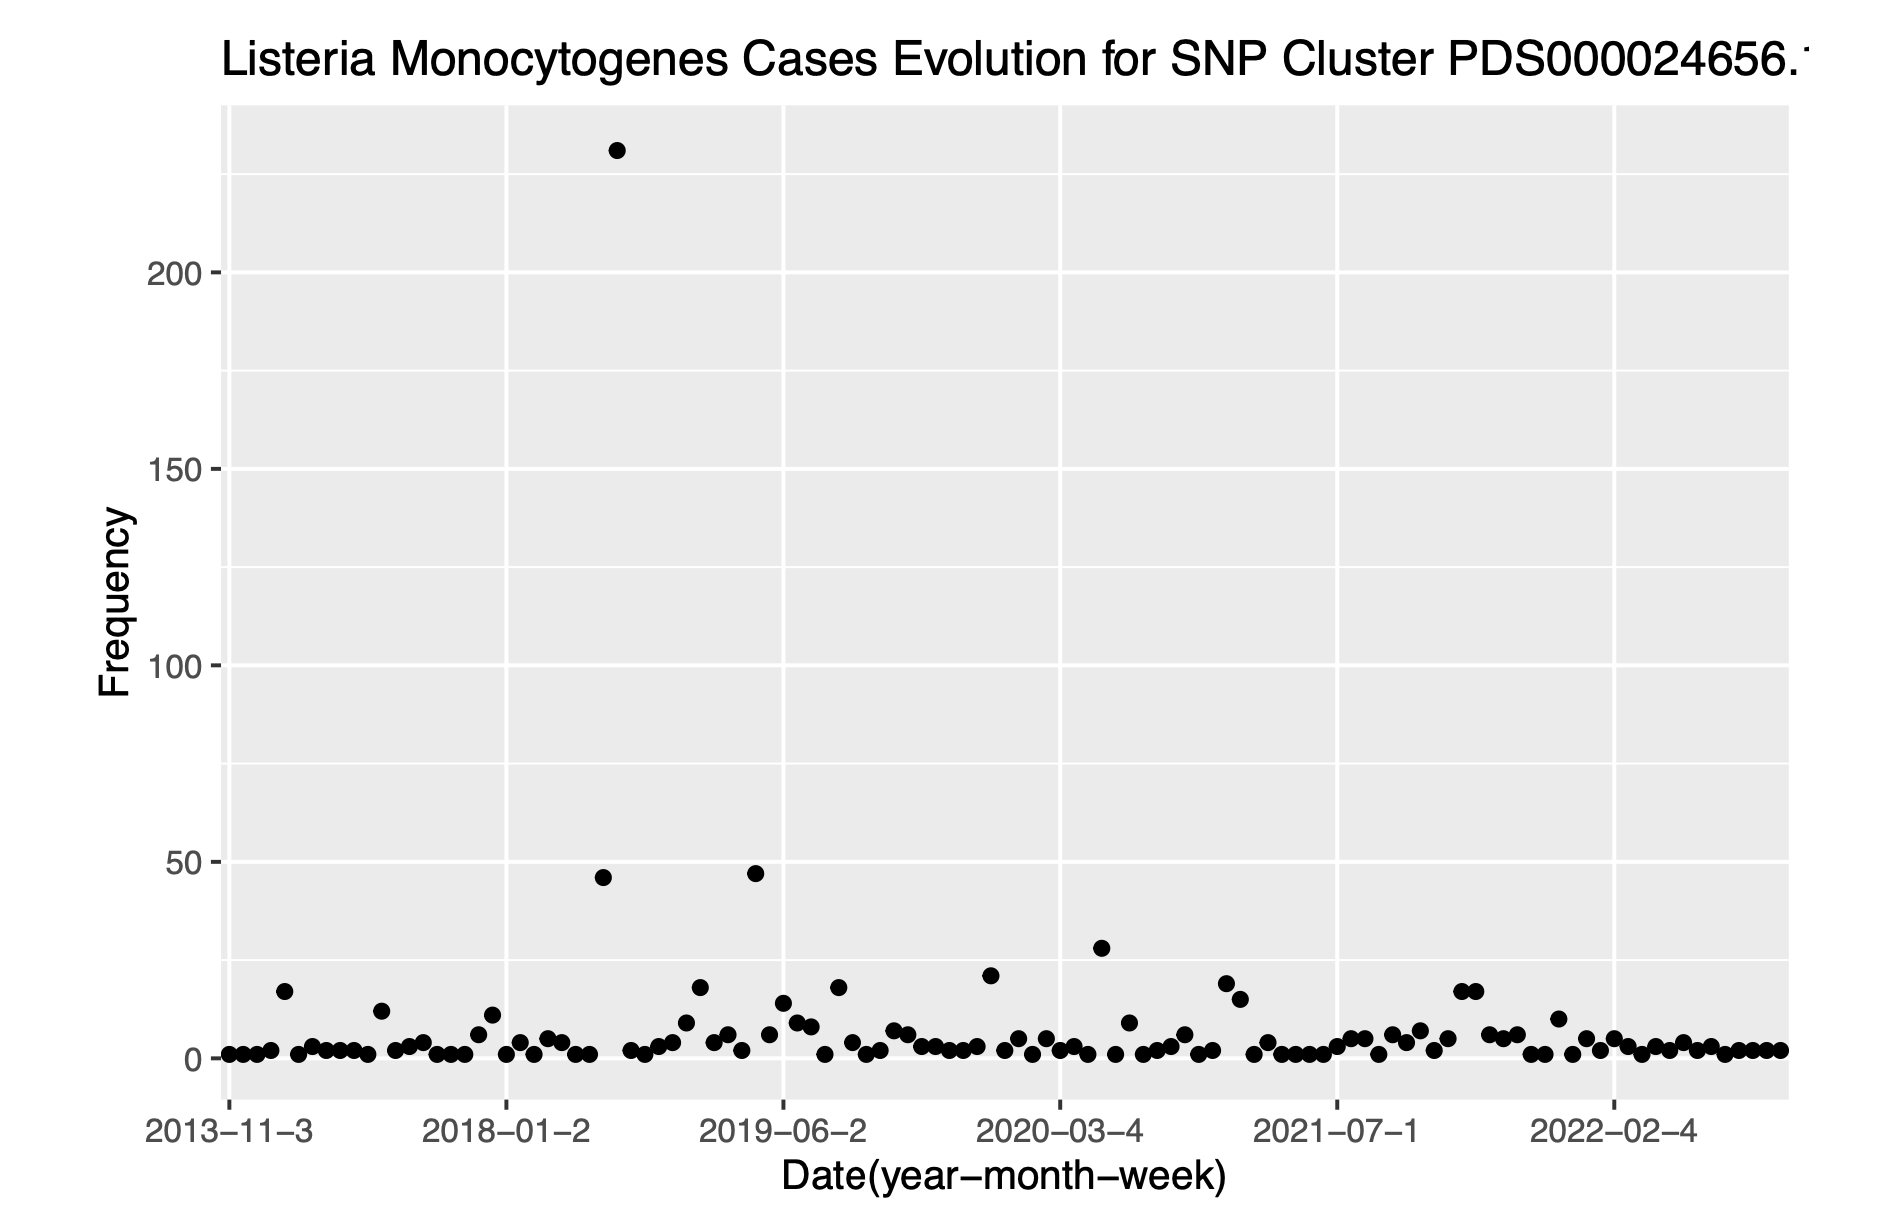 Listeria Monocytogenes Cases Evolution for SNP Cluster PDS000024656.
200
150
100
50
0
Frequency
2013−11−3 2018−01−2 2019−06−2 2020−03−4 2021−07−1 2022−02−4
Date(year−month−week)